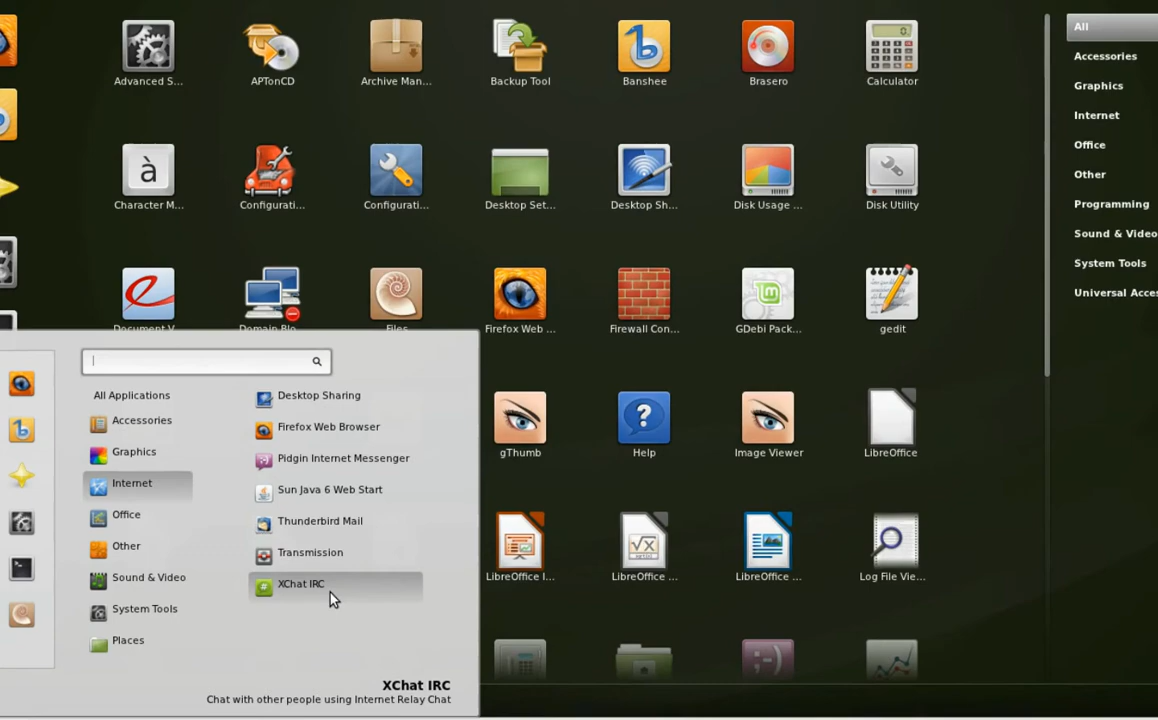 Advanced S...
APTonCD
Archive Man...
Backup Tool
Banshee
Brasero
Calculator
Character M...
Configurati...
Configurati...
Desktop Set...
Desktop Sh...
Disk Usage ...
Disk Utility
Document V...
Domain Blo...
Files
Firefox Web ...
Firewall Con...
GDebi Pack...
gedit
gThumb
Help
Image Viewer
LibreOffice
LibreOffice I...
LibreOffice ...
LibreOffice ...
Log File Vie...
All
Accessories
Graphics
Internet
Office
Other
Programming
Sound & Video
System Tools
Universal Acces
All Applications
Accessories
Graphics
Internet
Office
Other
Sound & Video
System Tools
Places
Desktop Sharing
Firefox Web Browser
Pidgin Internet Messenger
Sun Java 6 Web Start
Thunderbird Mail
Transmission
XChat IRC
XChat IRC
Chat with other people using Internet Relay Chat